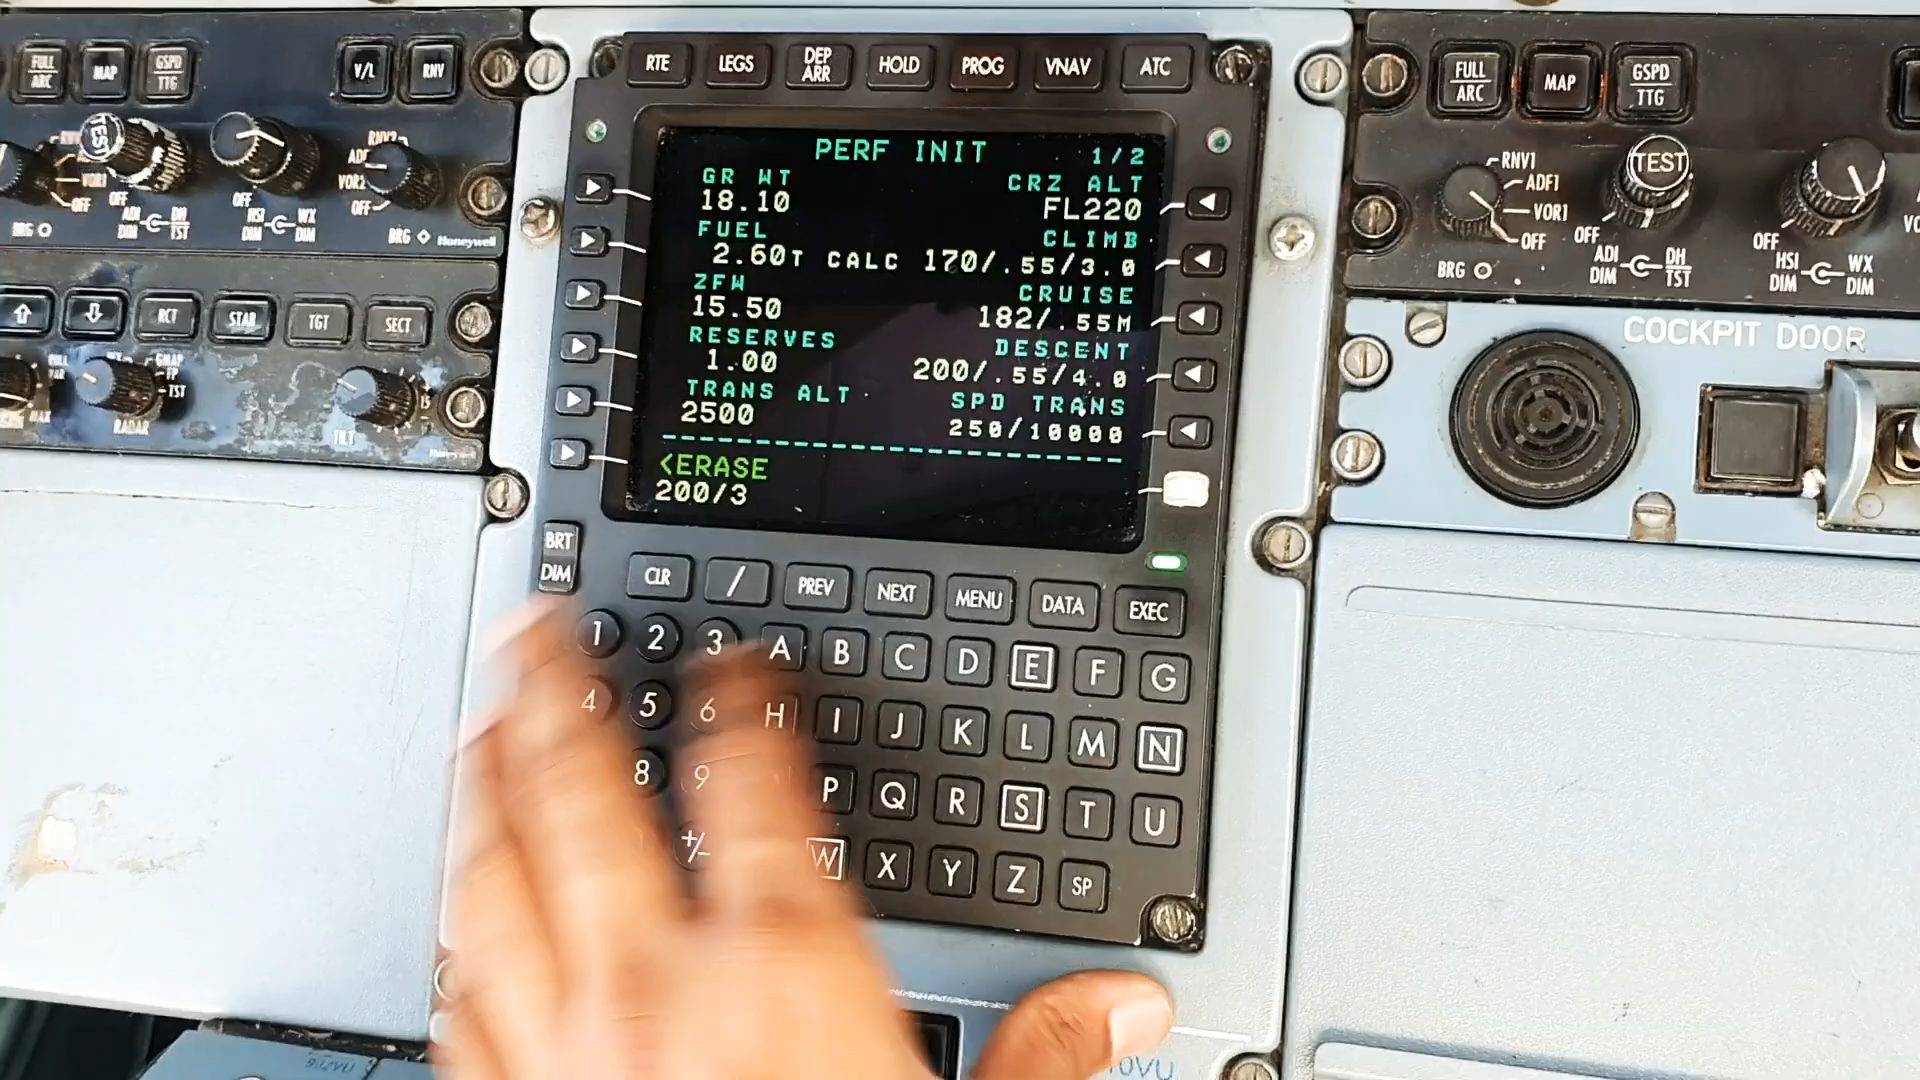 FULL ARC
MAP
GSPD TTG
V/L
RNV
TEST
RNV2
ADF
VOR2
OFF
VOR1
OFF
ADI DIM
DH TST
OFF
HSI DIM
WX DIM
BRG
BRG
Honeywell
RCT
STAB
TGT
SECT
GMAP
FP
WX
TST
MAX
RADAR
TILT
15
RTE
LEGS
DEP ARR
HOLD
PROG
VNAV
ATC
PERF INIT 1/2
GR WT CRZ ALT
18.10 FL220
FUEL CLIMB
2.60T CALC 170/.55/3.0
ZFW CRUISE
15.50 182/.55M
RESERVES DESCENT
1.00 200/.55/4.0
TRANS ALT SPD TRANS
2500 250/10000
--------------------------------
<ERASE
200/3
BRT
DIM
CLR
/
PREV
NEXT
MENU
DATA
EXEC
1 2 3 A B C D E F G
4 5 6 H I J K L M N
8 9 P Q R S T U
+/- W X Y Z SP
FULL ARC
MAP
GSPD TTG
RNV1
ADF1
VOR1
OFF
TEST
OFF
ADI DIM
DH TST
OFF
HSI DIM
WX DIM
BRG
COCKPIT DOOR